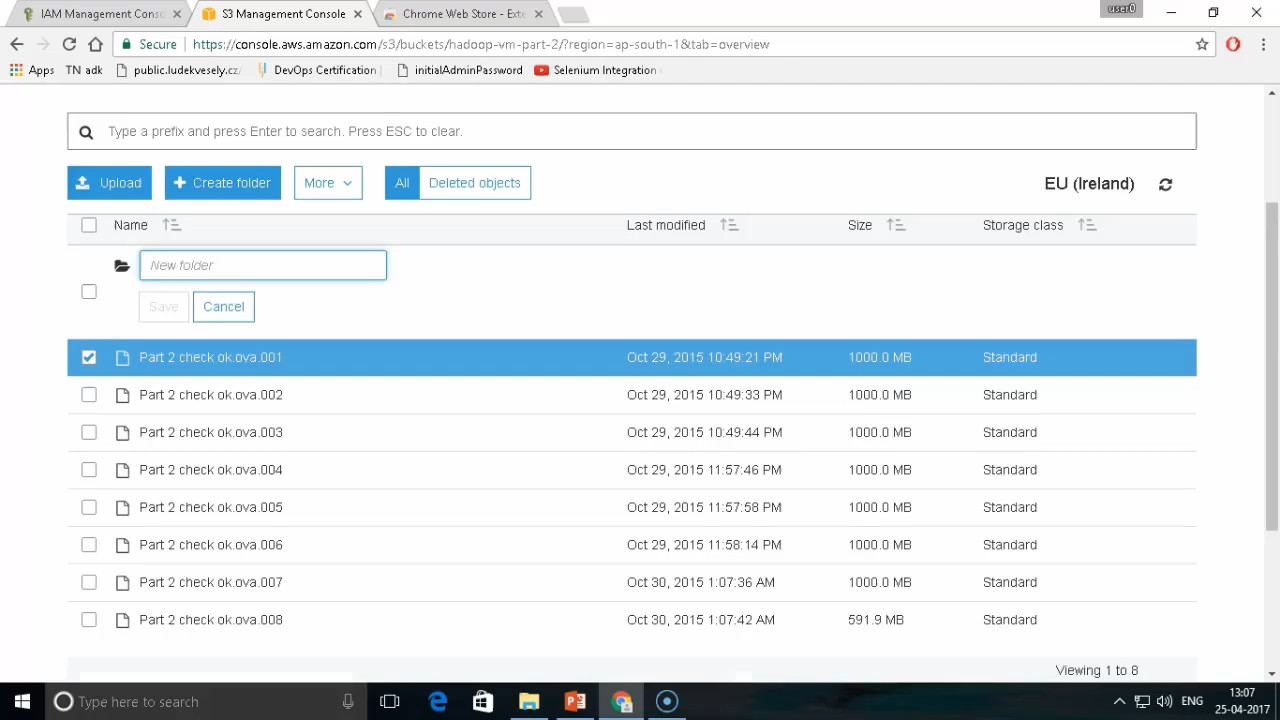 IAM Management Conso
S3 Management Console
Chrome Web Store - Exte
user0
Secure
https://console.aws.amazon.com/s3/buckets/hadoop-vm-part-2/?region=ap-south-1&tab=overview
Apps
TN adk
public.ludekvesely.cz/
DevOps Certification
initialAdminPassword
Selenium Integration
Type a prefix and press Enter to search. Press ESC to clear.
Upload
Create folder
More
All
Deleted objects
EU (Ireland)
Name
Last modified
Size
Storage class
New folder
Save
Cancel
Part 2 check ok.ova.001 Oct 29, 2015 10:49:21 PM 1000.0 MB Standard
Part 2 check ok.ova.002 Oct 29, 2015 10:49:33 PM 1000.0 MB Standard
Part 2 check ok.ova.003 Oct 29, 2015 10:49:44 PM 1000.0 MB Standard
Part 2 check ok.ova.004 Oct 29, 2015 11:57:46 PM 1000.0 MB Standard
Part 2 check ok.ova.005 Oct 29, 2015 11:57:58 PM 1000.0 MB Standard
Part 2 check ok.ova.006 Oct 29, 2015 11:58:14 PM 1000.0 MB Standard
Part 2 check ok.ova.007 Oct 30, 2015 1:07:36 AM 1000.0 MB Standard
Part 2 check ok.ova.008 Oct 30, 2015 1:07:42 AM 591.9 MB Standard
Viewing 1 to 8
Type here to search
ENG
13:07
25-04-2017